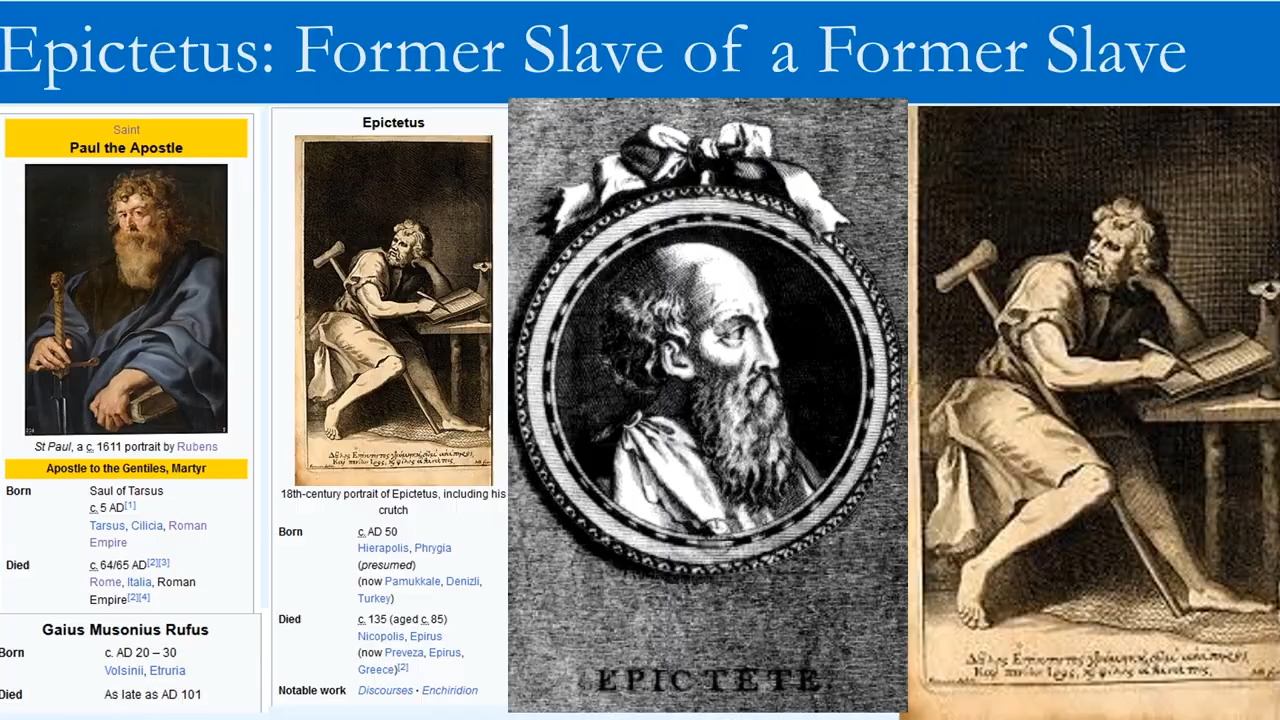 Epictetus: Former Slave of a Former Slave
Saint
Paul the Apostle
St Paul, a c. 1611 portrait by Rubens
Apostle to the Gentiles, Martyr
Born
Saul of Tarsus
c. 5 AD[1]
Tarsus, Cilicia, Roman
Empire
Died
c. 64/65 AD[2][3]
Rome, Italia, Roman
Empire[2][4]
Gaius Musonius Rufus
Born
c. AD 20 – 30
Volsinii, Etruria
Died
As late as AD 101
Epictetus
18th-century portrait of Epictetus, including his
crutch
Born
c. AD 50
Hierapolis, Phrygia
(presumed)
(now Pamukkale, Denizli,
Turkey)
Died
c. 135 (aged c. 85)
Nicopolis, Epirus
(now Preveza, Epirus,
Greece)[2]
Notable work
Discourses · Enchiridion
EPICTETE